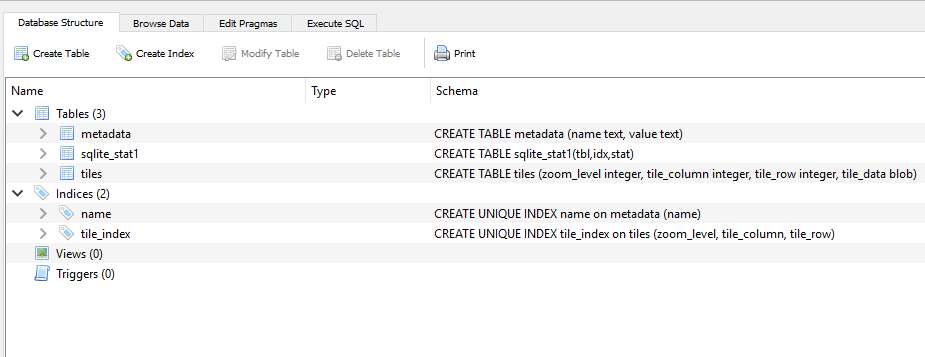 Database Structure Browse Data Edit Pragmas Execute SQL
Create Table Create Index Modify Table Delete Table Print
Name Type Schema
Tables (3)
metadata CREATE TABLE metadata (name text, value text)
sqlite_stat1 CREATE TABLE sqlite_stat1(tbl,idx,stat)
tiles CREATE TABLE tiles (zoom_level integer, tile_column integer, tile_row integer, tile_data blob)
Indices (2)
name CREATE UNIQUE INDEX name on metadata (name)
tile_index CREATE UNIQUE INDEX tile_index on tiles (zoom_level, tile_column, tile_row)
Views (0)
Triggers (0)